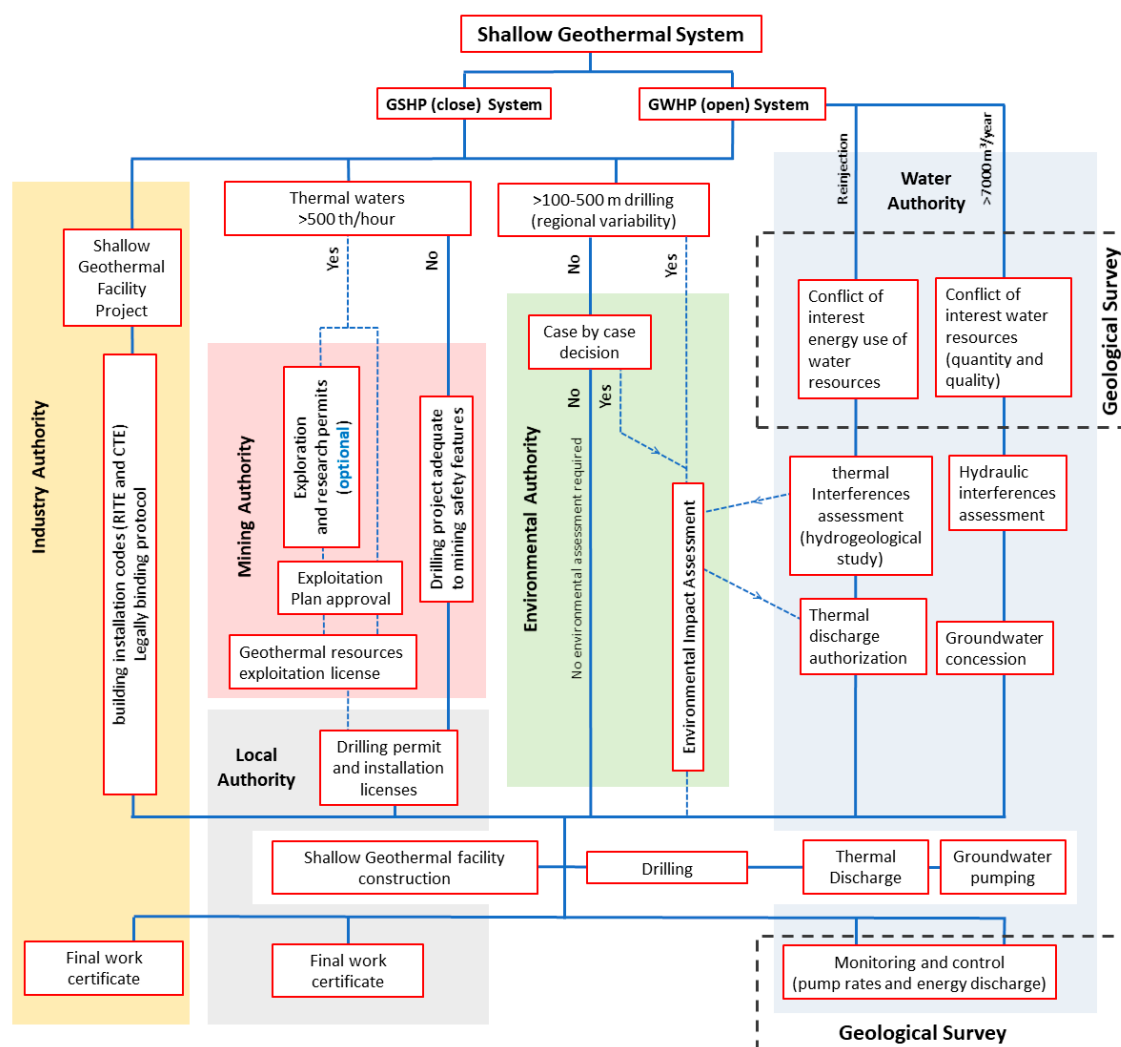 Shallow Geothermal System
GSHP (close) System
GWHP (open) System
Reinjection
>7000 m³/year
Water
Authority
Thermal waters
>500 th/hour
>100-500 m drilling
(regional variability)
Shallow
Geothermal
Facility
Project
Yes
No
No
Yes
Conflict of
interest
energy use of
water
resources
Conflict of
interest water
resources
(quantity and
quality)
Geological Survey
Case by case
decision
No
Yes
Industry Authority
building installation codes (RITE and CTE)
Legally binding protocol
Mining Authority
Exploration
and research permits
(optional)
Drilling project adequate
to mining safety features
Exploitation
Plan approval
Geothermal resources
exploitation license
Environmental Authority
No environmental assessment required
Environmental Impact Assessment
thermal
Interferences
assessment
(hydrogeological
study)
Hydraulic
interferences
assessment
Thermal
discharge
authorization
Groundwater
concession
Local
Authority
Drilling permit
and installation
licenses
Shallow Geothermal facility
construction
Drilling
Thermal
Discharge
Groundwater
pumping
Final work
certificate
Final work
certificate
Monitoring and control
(pump rates and energy discharge)
Geological Survey